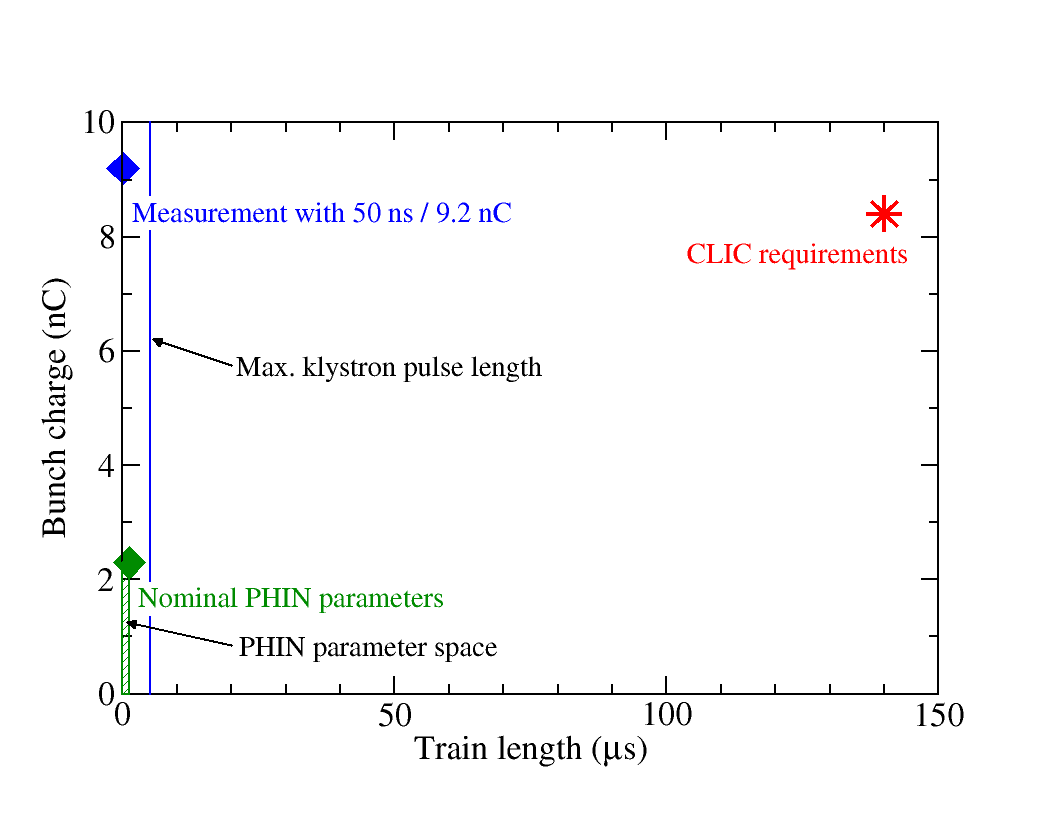 10
Measurement with 50 ns / 9.2 nC
8
CLIC requirements
6
Max. klystron pulse length
4
2
Nominal PHIN parameters
PHIN parameter space
0
0 50 100 150
Train length (μs)
Bunch charge (nC)